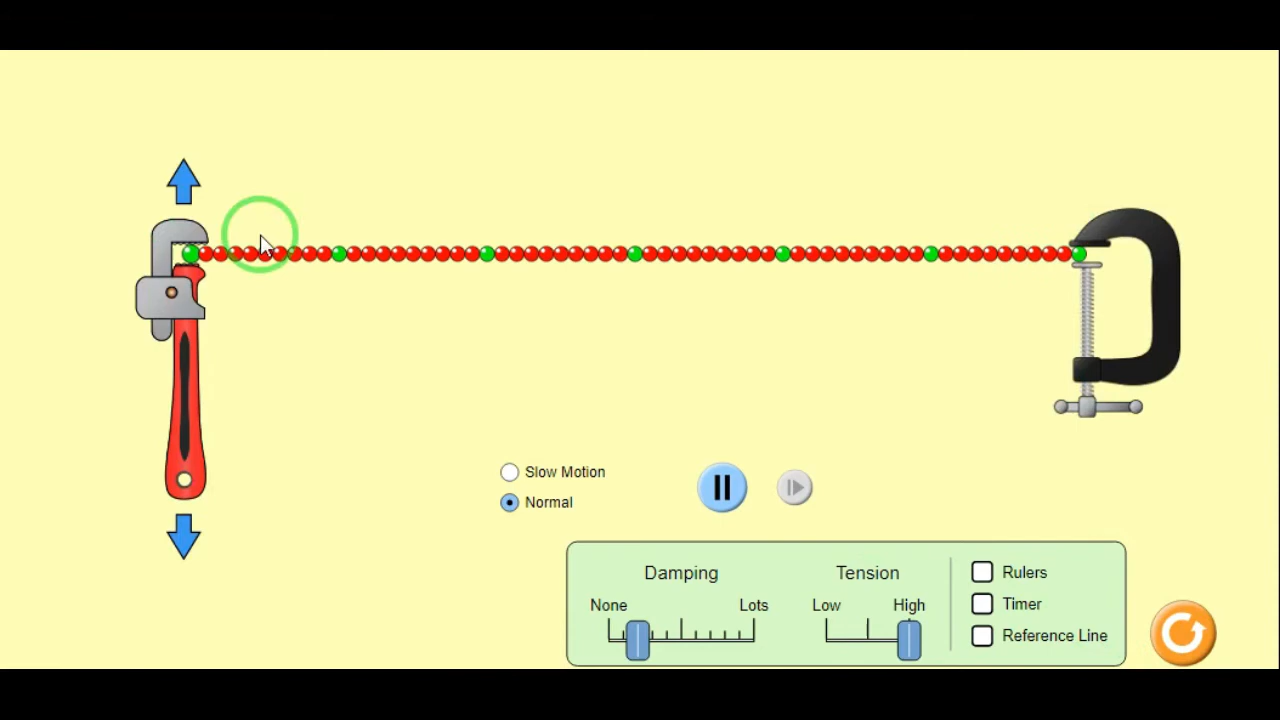 Slow Motion
Normal
Damping
Tension
None
Lots
Low
High
Rulers
Timer
Reference Line